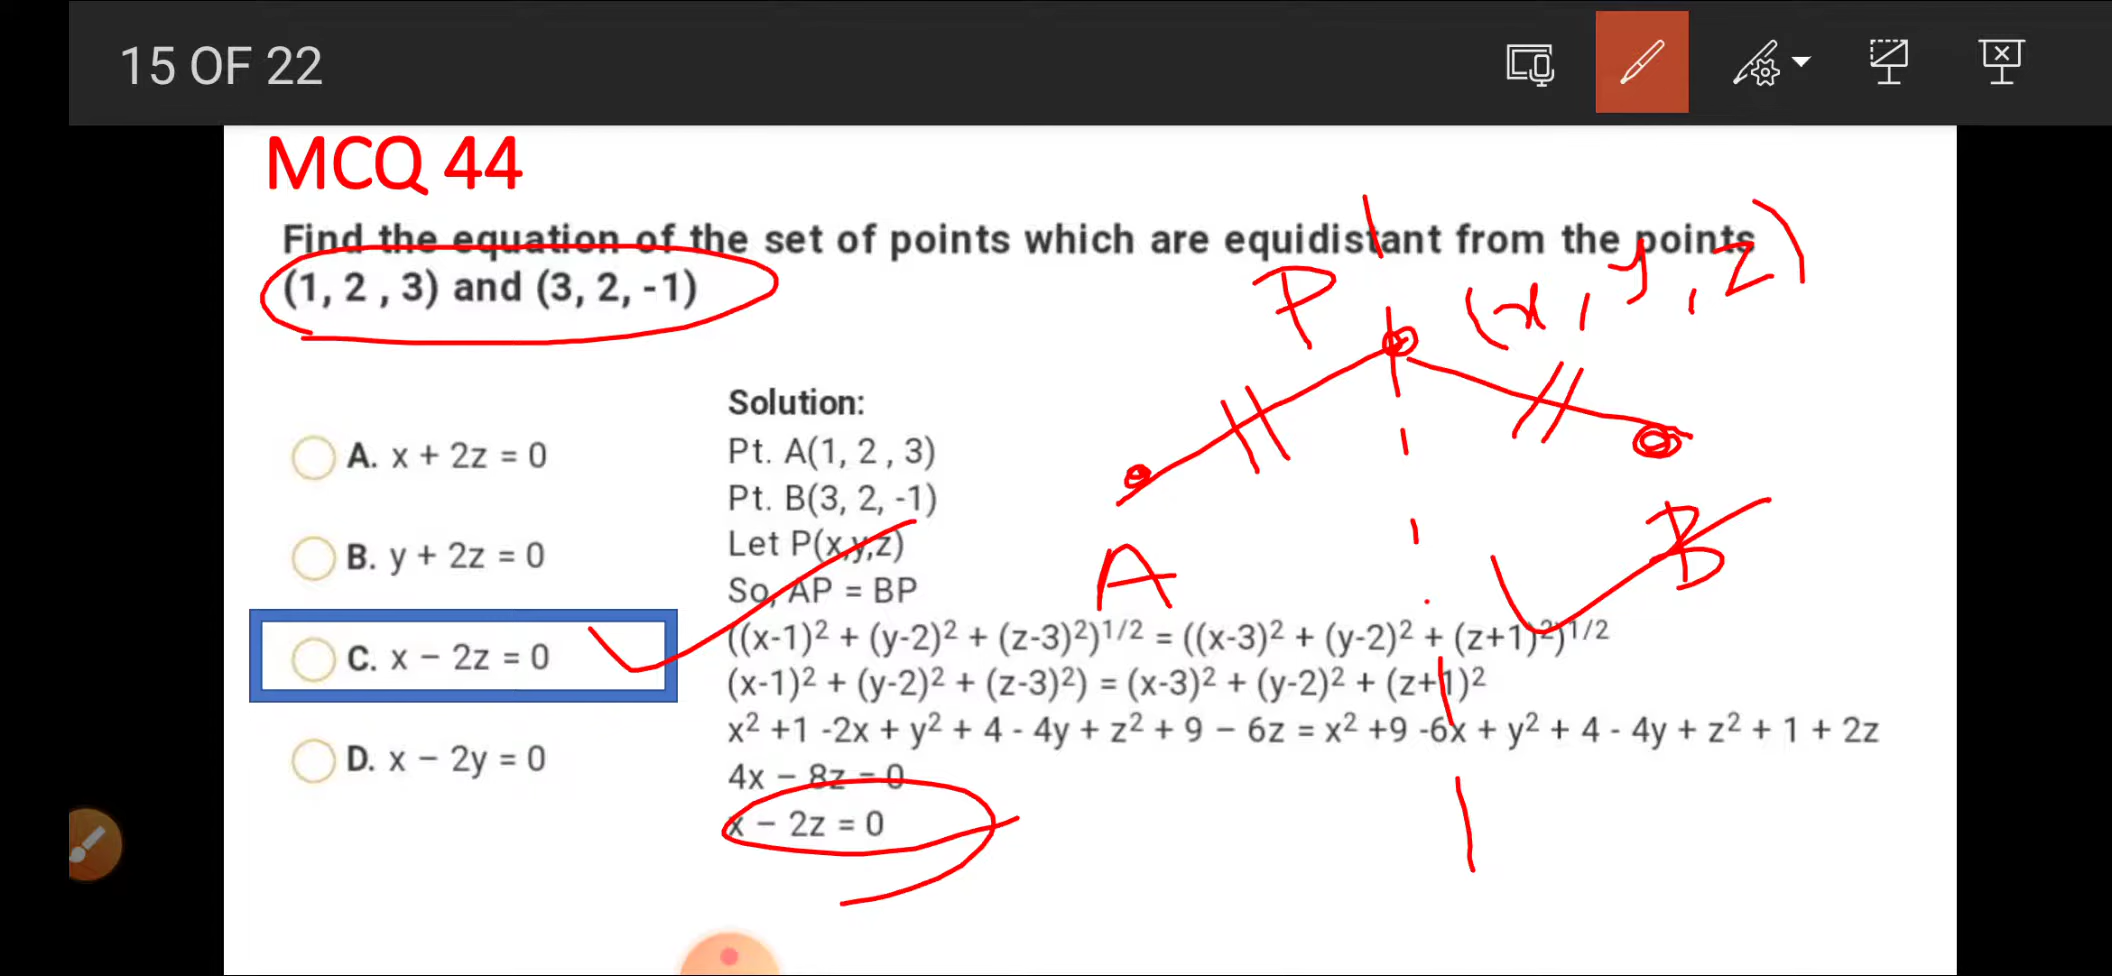 15 OF 22
MCQ 44
Find the equation of the set of points which are equidistant from the points
(1, 2 , 3) and (3, 2, -1)
P (x, y, z)
A. x + 2z = 0
B. y + 2z = 0
C. x – 2z = 0
D. x – 2y = 0
Solution:
Pt. A(1, 2 , 3)
Pt. B(3, 2, -1)
Let P(x,y,z)
So, AP = BP
((x-1)² + (y-2)² + (z-3)²)¹/² = ((x-3)² + (y-2)² + (z+1)²)¹/²
(x-1)² + (y-2)² + (z-3)²) = (x-3)² + (y-2)² + (z+1)²
x² +1 -2x + y² + 4 - 4y + z² + 9 – 6z = x² +9 -6x + y² + 4 - 4y + z² + 1 + 2z
4x – 8z = 0
x – 2z = 0
A
B